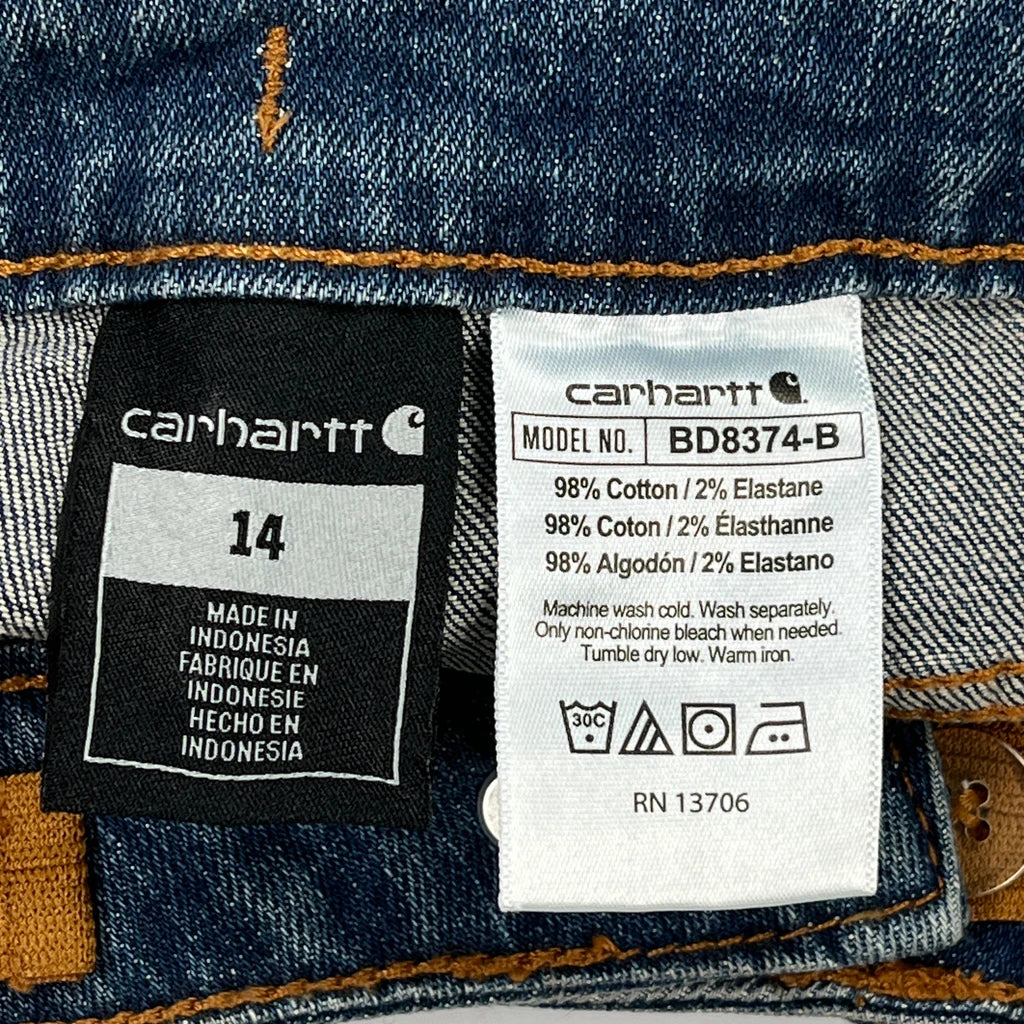 carhartt
14
MADE IN
INDONESIA
FABRIQUE EN
INDONESIE
HECHO EN
INDONESIA
carhartt
MODEL NO. BD8374-B
98% Cotton / 2% Elastane
98% Coton / 2% Élasthanne
98% Algodón / 2% Elastano
Machine wash cold. Wash separately.
Only non-chlorine bleach when needed.
Tumble dry low. Warm iron.
30C
RN 13706